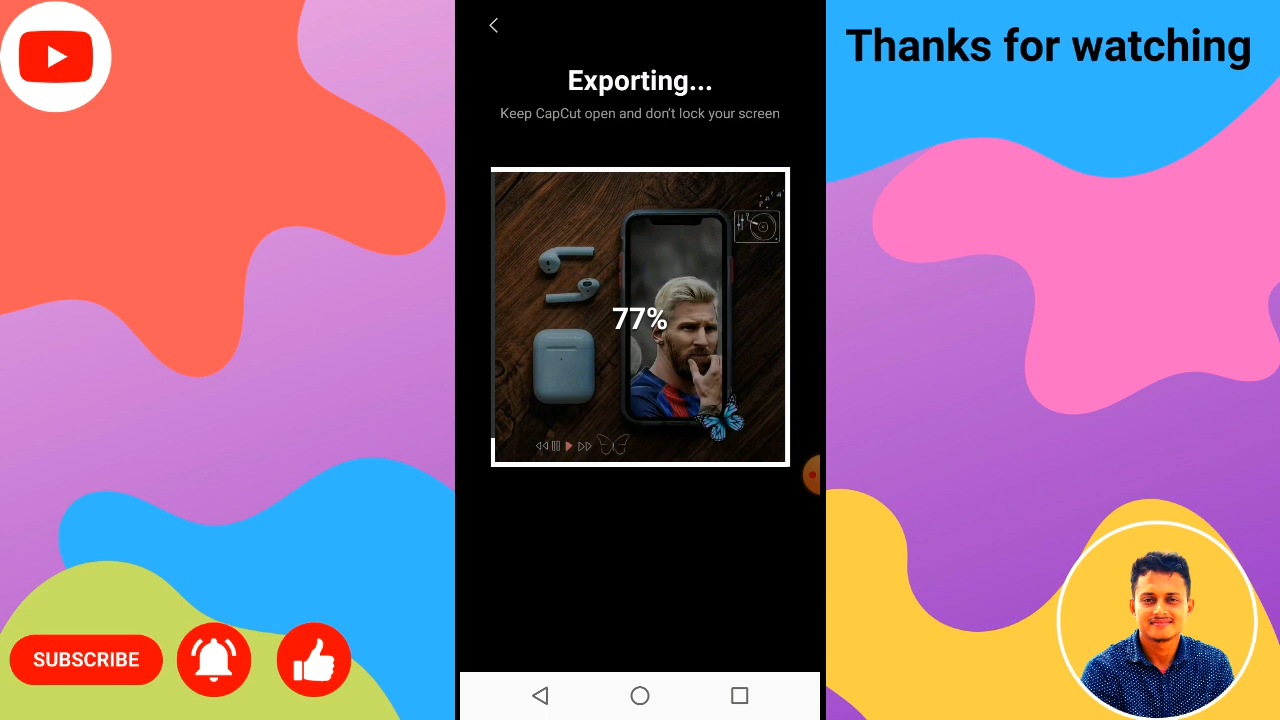 Exporting...
Keep CapCut open and don't lock your screen
77%
Thanks for watching
SUBSCRIBE